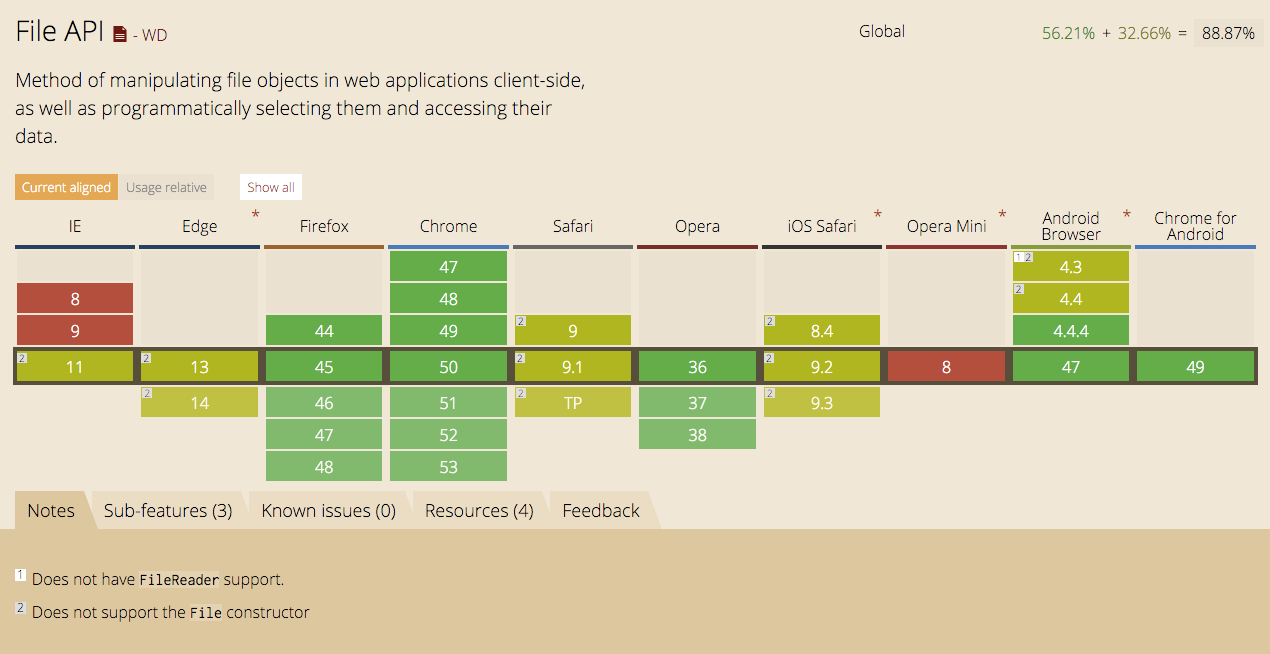 File API - WD
Global
56.21% + 32.66% = 88.87%
Method of manipulating file objects in web applications client-side,
as well as programmatically selecting them and accessing their
data.
Current aligned Usage relative Show all
IE Edge * Firefox Chrome Safari Opera iOS Safari * Opera Mini * Android Browser * Chrome for Android
47 1 2 4.3
8 48 2 4.4
9 44 49 2 9 2 8.4 4.4.4
2 11 2 13 45 50 2 9.1 36 2 9.2 8 47 49
2 14 46 51 2 TP 37 2 9.3
47 52 38
48 53
Notes Sub-features (3) Known issues (0) Resources (4) Feedback
1 Does not have FileReader support.
2 Does not support the File constructor